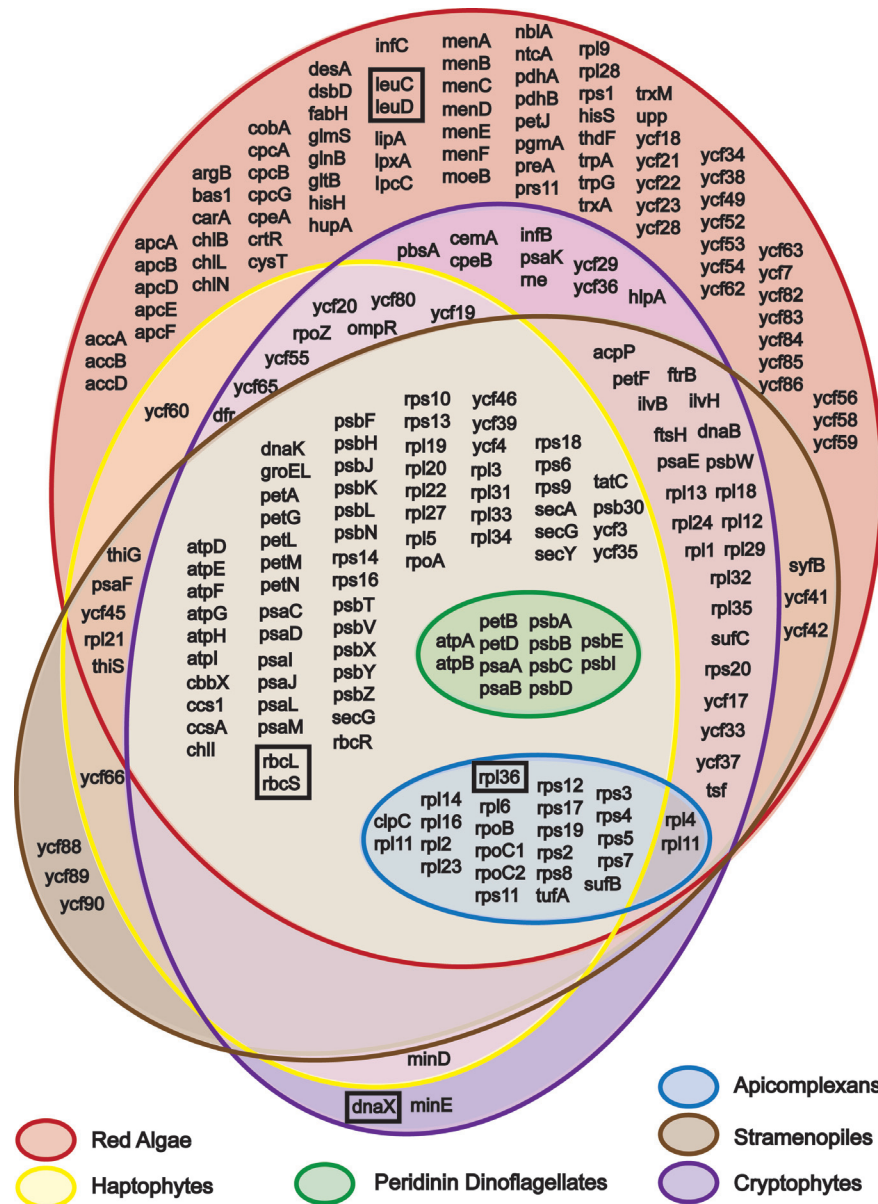 infC
leuC
leuD
lipA
lpxA
lpcC
menA
menB
menC
menD
menE
menF
moeB
nblA
ntcA
pdhA
pdhB
petJ
pgmA
preA
prs11
rpl9
rpl28
rps1
hisS
thdF
trpA
trpG
trxA
trxM
upp
ycf18
ycf21
ycf22
ycf23
ycf28
ycf34
ycf38
ycf49
ycf52
ycf53
ycf54
ycf62
ycf63
ycf7
ycf82
ycf83
ycf84
ycf85
ycf86
ycf56
ycf58
ycf59
desA
dsbD
fabH
glmS
glnB
gltB
hisH
hupA
cobA
cpcA
cpcB
cpcG
cpeA
crtR
cysT
argB
bas1
carA
chlB
chlL
chlN
apcA
apcB
apcD
apcE
apcF
accA
accB
accD
pbsA
cemA
cpeB
infB
psaK
rne
ycf29
ycf36
hlpA
ycf20
ycf80
ycf19
rpoZ
ompR
ycf55
ycf65
dfr
ycf60
acpP
petF
ftrB
ilvB
ilvH
ftsH
dnaB
psaE
psbW
rpl13
rpl18
rpl24
rpl12
rpl1
rpl29
rpl32
rpl35
sufC
rps20
ycf17
ycf33
ycf37
tsf
syfB
ycf41
ycf42
thiG
psaF
ycf45
rpl21
thiS
ycf66
ycf88
ycf89
ycf90
atpD
atpE
atpF
atpG
atpH
atpI
cbbX
ccs1
ccsA
chlI
dnaK
groEL
petA
petG
petL
petM
petN
psaC
psaD
psaI
psaJ
psaL
psaM
rbcL
rbcS
psbF
psbH
psbJ
psbK
psbL
psbN
rps14
rps16
psbT
psbV
psbX
psbY
psbZ
secG
rbcR
rps10
rps13
rpl19
rpl20
rpl22
rpl27
rpl5
rpoA
ycf46
ycf39
ycf4
rpl3
rpl31
rpl33
rpl34
rps18
rps6
rps9
secA
secG
secY
tatC
psb30
ycf3
ycf35
atpA
atpB
petB
petD
psaA
psaB
psbA
psbB
psbC
psbD
psbE
psbI
clpC
rpl11
rpl14
rpl16
rpl2
rpl23
rpl36
rpl6
rpoB
rpoC1
rpoC2
rps11
rps12
rps17
rps19
rps2
rps8
tufA
rps3
rps4
rps5
rps7
sufB
rpl4
rpl11
minD
dnaX
minE
Red Algae
Haptophytes
Peridinin Dinoflagellates
Apicomplexans
Stramenopiles
Cryptophytes